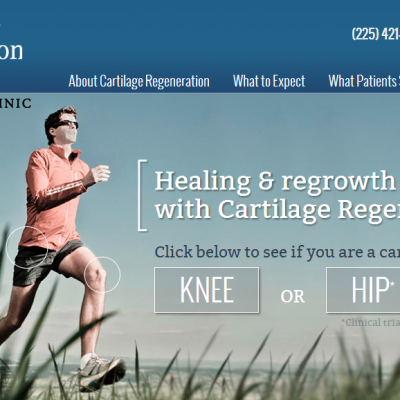 on
(225) 421
About Cartilage Regeneration What to Expect What Patients
INIC
Healing & regrowth
with Cartilage Rege
Click below to see if you are a ca
KNEE OR HIP*
*Clinical tria